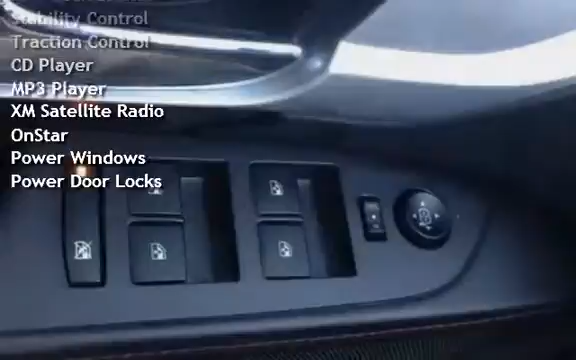 Stability Control
Traction Control
CD Player
MP3 Player
XM Satellite Radio
OnStar
Power Windows
Power Door Locks